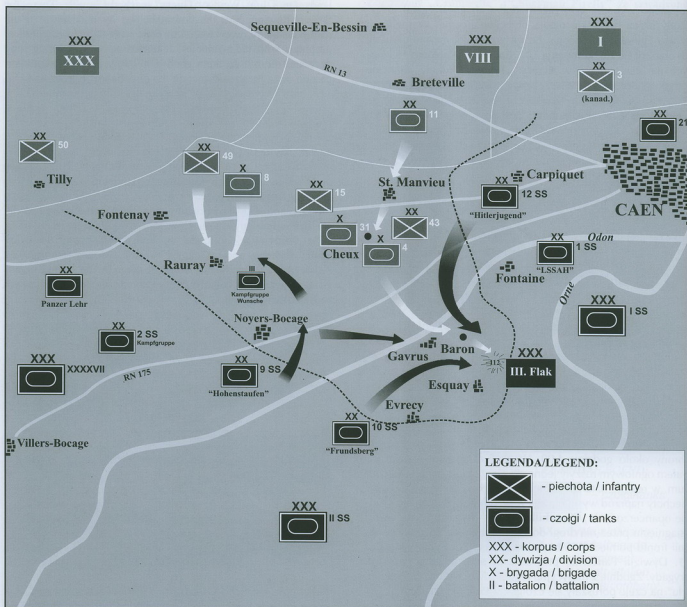 Sequeville-En-Bessin
XXX
XXX
RN 13
XXX
VIII
Breteville
XXX
I
XX
3
(kanad.)
XX
11
XX
21
XX
50
Tilly
XX
49
X
8
XX
15
St. Manvieu
XX
Carpiquet
12 SS
"Hitlerjugend"
CAEN
Fontenay
X
31
XX
43
X
4
Cheux
Odon
XX
1 SS
"LSSAH"
Rauray
III
Kampfgruppe
Wunsche
Fontaine
Orne
XX
Panzer Lehr
XXX
I SS
Noyers-Bocage
XX
2 SS
Kampfgruppe
Gavrus
Baron
112
XXX
III. Flak
XXX
XXXXVII
RN 175
XX
9 SS
"Hohenstaufen"
Esquay
Evrecy
XX
10 SS
"Frundsberg"
Villers-Bocage
XXX
II SS
LEGENDA/LEGEND:
- piechota / infantry
- czołgi / tanks
XXX - korpus / corps
XX- dywizja / division
X - brygada / brigade
II - batalion / battalion